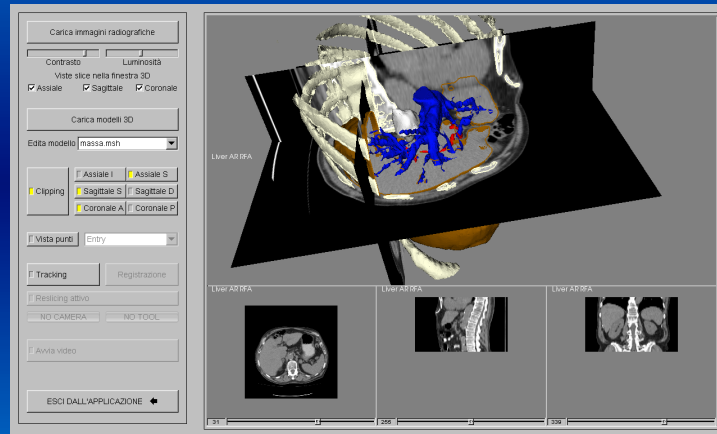 Carica immagini radiografiche
Contrasto Luminosità
Viste slice nella finestra 3D
Assiale Sagittale Coronale
Carica modelli 3D
Edita modello massa.msh
Clipping
Assiale I Assiale S
Sagittale S Sagittale D
Coronale A Coronale P
Vista punti Entry
Tracking Registrazione
Reslicing attivo
NO CAMERA NO TOOL
Avvia video
ESCI DALL'APPLICAZIONE
Liver AR RFA
Liver AR RFA Liver AR RFA Liver AR RFA
31 255 339